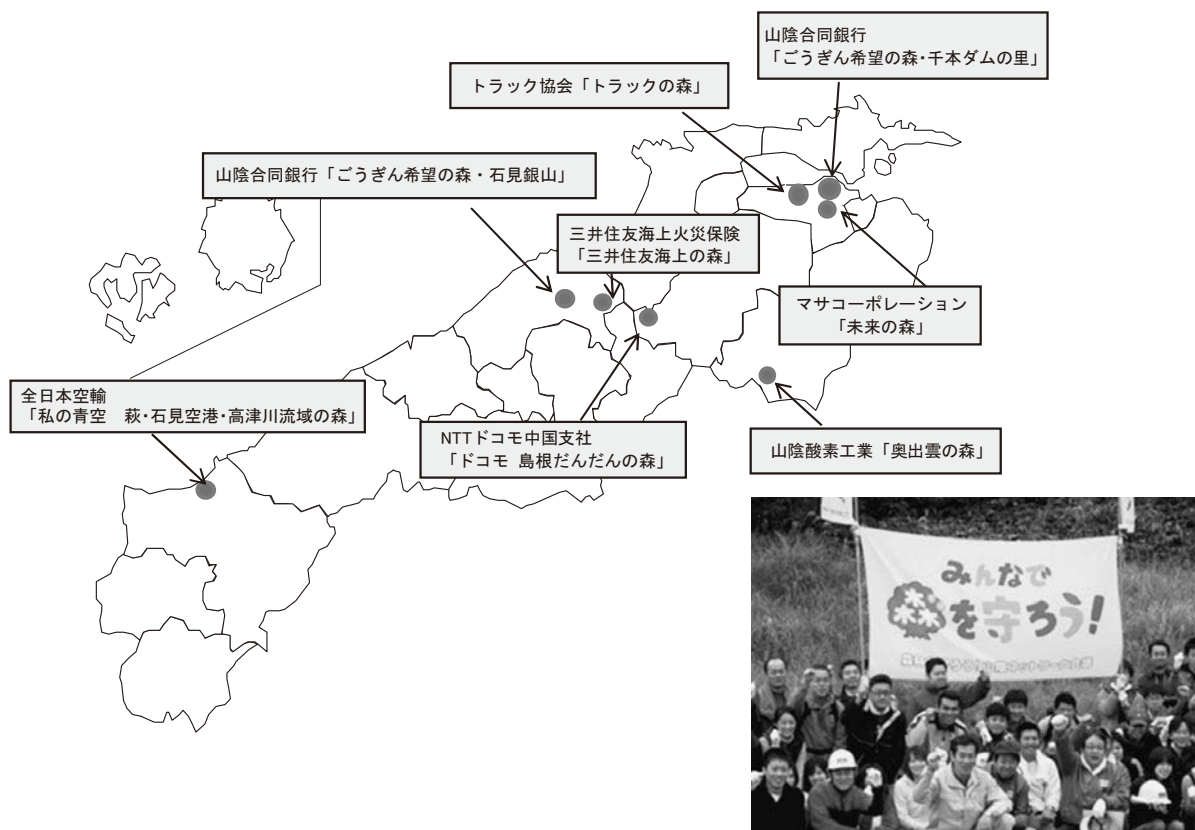 山陰合同銀行
「ごうぎん希望の森・千本ダムの里」
トラック協会「トラックの森」
山陰合同銀行「ごうぎん希望の森・石見銀山」
三井住友海上火災保険
「三井住友海上の森」
マサコーポレーション
「未来の森」
全日本空輸
「私の青空　萩・石見空港・高津川流域の森」
NTTドコモ中国支社
「ドコモ 島根だんだんの森」
山陰酸素工業「奥出雲の森」
みんなで
森を守ろう!